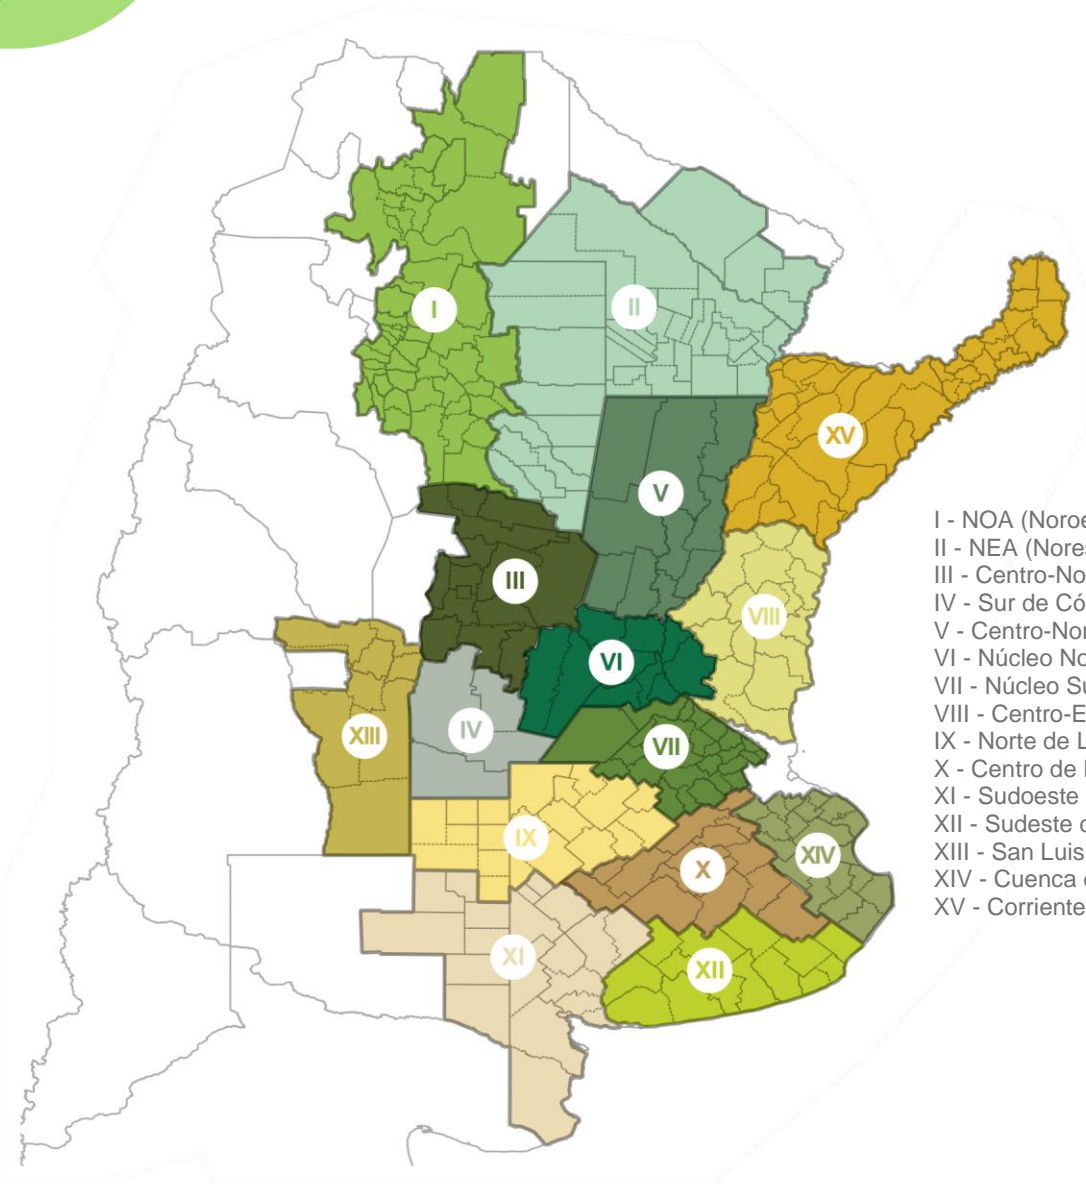 I
II
XV
V
III
VIII
VI
XIII
IV
VII
IX
XIV
X
XI
XII
I - NOA (Noroe
II - NEA (Nores
III - Centro-No
IV - Sur de Có
V - Centro-Nor
VI - Núcleo No
VII - Núcleo Su
VIII - Centro-E
IX - Norte de L
X - Centro de
XI - Sudoeste
XII - Sudeste
XIII - San Luis
XIV - Cuenca
XV - Corriente